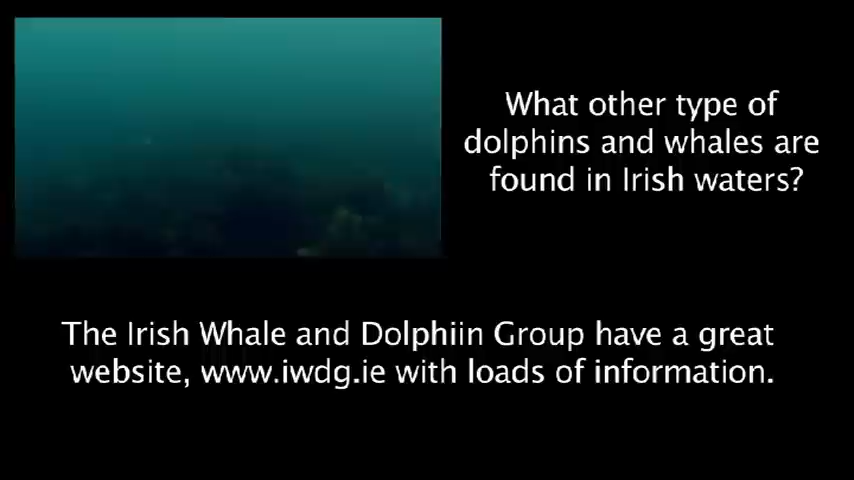 What other type of
dolphins and whales are
found in Irish waters?
The Irish Whale and Dolphiin Group have a great
website, www.iwdg.ie with loads of information.